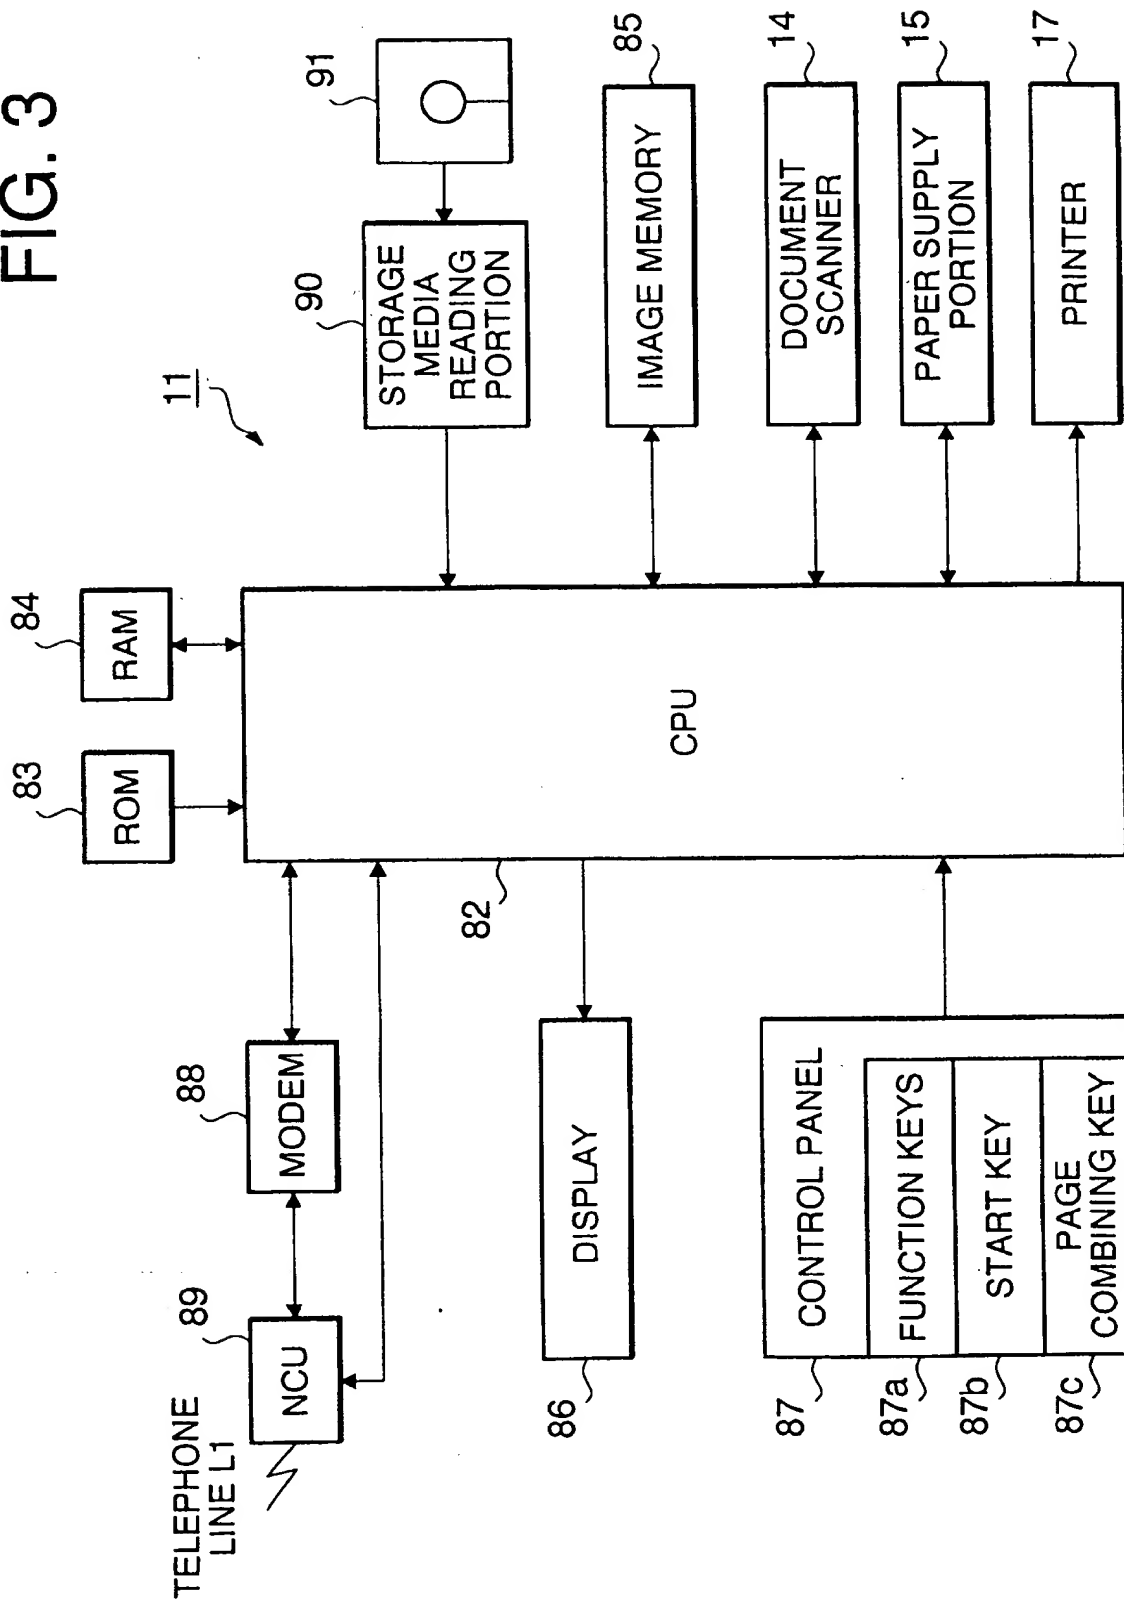 FIG. 3
11
TELEPHONE
LINE L1
89
NCU
88
MODEM
83
ROM
84
RAM
90
STORAGE
MEDIA
READING
PORTION
91
82
CPU
86
DISPLAY
85
IMAGE MEMORY
87
CONTROL PANEL
87a
FUNCTION KEYS
87b
START KEY
87c
PAGE
COMBINING KEY
14
DOCUMENT
SCANNER
15
PAPER SUPPLY
PORTION
17
PRINTER